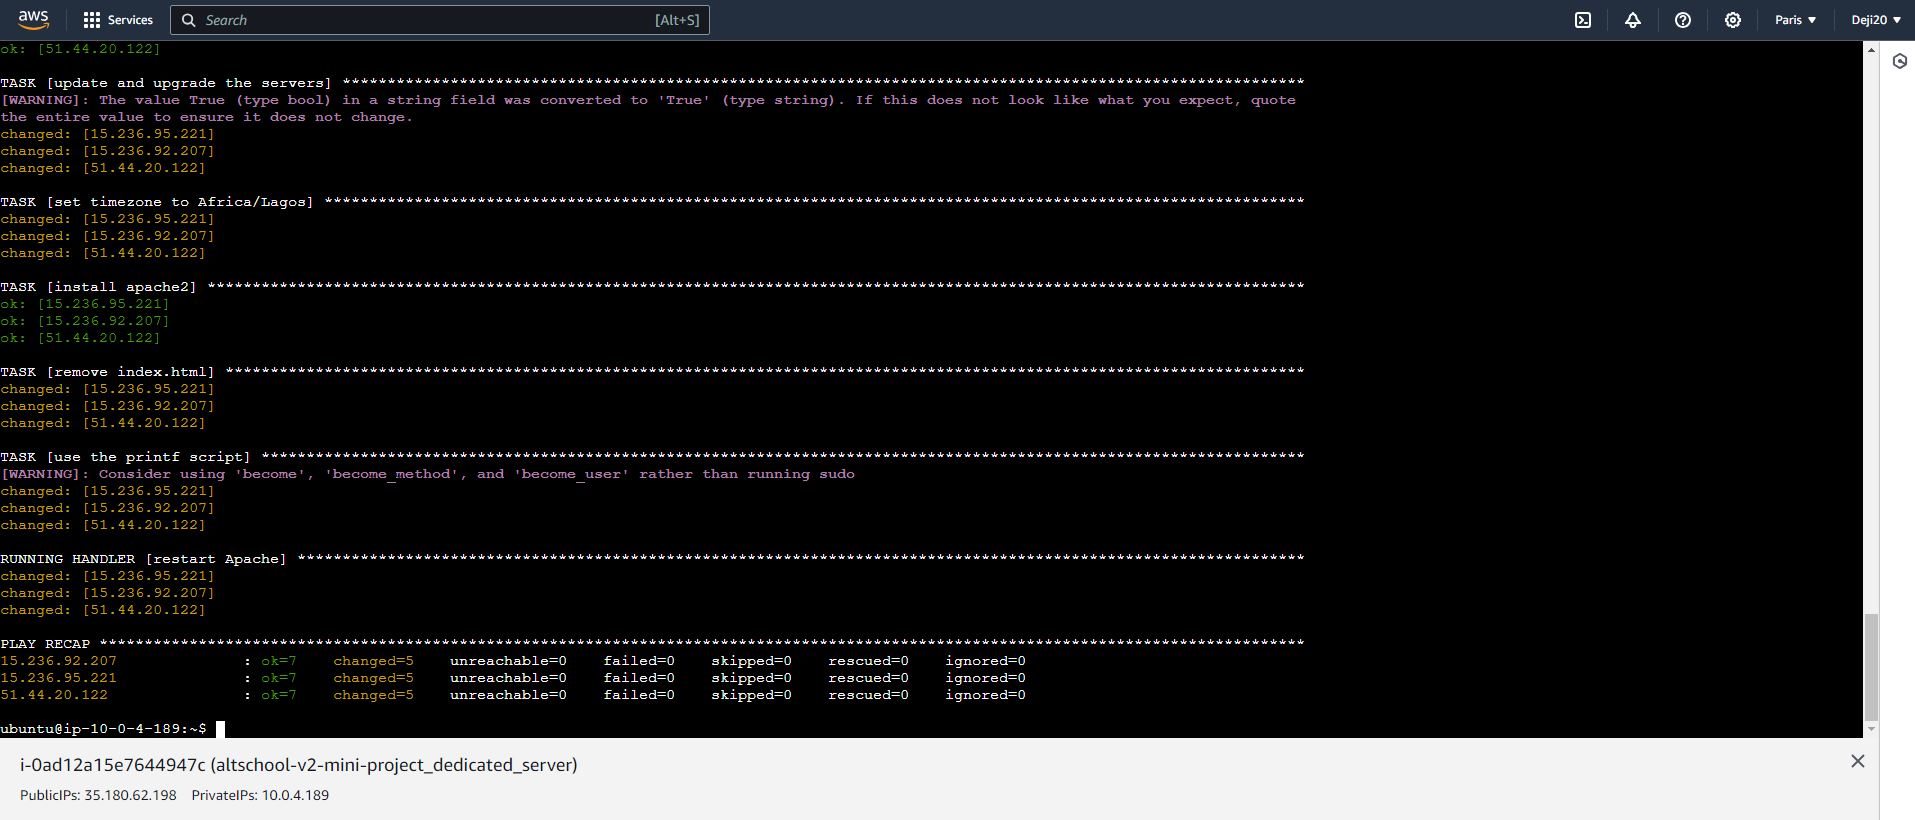 aws Services Search [Alt+S] Paris ▼ Deji20 ▼
ok: [51.44.20.122]
TASK [update and upgrade the servers] ***********************************************************************************************************
[WARNING]: The value True (type bool) in a string field was converted to 'True' (type string). If this does not look like what you expect, quote
the entire value to ensure it does not change.
changed: [15.236.95.221]
changed: [15.236.92.207]
changed: [51.44.20.122]
TASK [set timezone to Africa/Lagos] *************************************************************************************************************
changed: [15.236.95.221]
changed: [15.236.92.207]
changed: [51.44.20.122]
TASK [install apache2] **************************************************************************************************************************
ok: [15.236.95.221]
ok: [15.236.92.207]
ok: [51.44.20.122]
TASK [remove index.html] ************************************************************************************************************************
changed: [15.236.95.221]
changed: [15.236.92.207]
changed: [51.44.20.122]
TASK [use the printf script] ********************************************************************************************************************
[WARNING]: Consider using 'become', 'become_method', and 'become_user' rather than running sudo
changed: [15.236.95.221]
changed: [15.236.92.207]
changed: [51.44.20.122]
RUNNING HANDLER [restart Apache] ****************************************************************************************************************
changed: [15.236.95.221]
changed: [15.236.92.207]
changed: [51.44.20.122]
PLAY RECAP **************************************************************************************************************************************
15.236.92.207 : ok=7 changed=5 unreachable=0 failed=0 skipped=0 rescued=0 ignored=0
15.236.95.221 : ok=7 changed=5 unreachable=0 failed=0 skipped=0 rescued=0 ignored=0
51.44.20.122 : ok=7 changed=5 unreachable=0 failed=0 skipped=0 rescued=0 ignored=0
ubuntu@ip-10-0-4-189:~$
i-0ad12a15e7644947c (altschool-v2-mini-project_dedicated_server)
PublicIPs: 35.180.62.198 PrivateIPs: 10.0.4.189